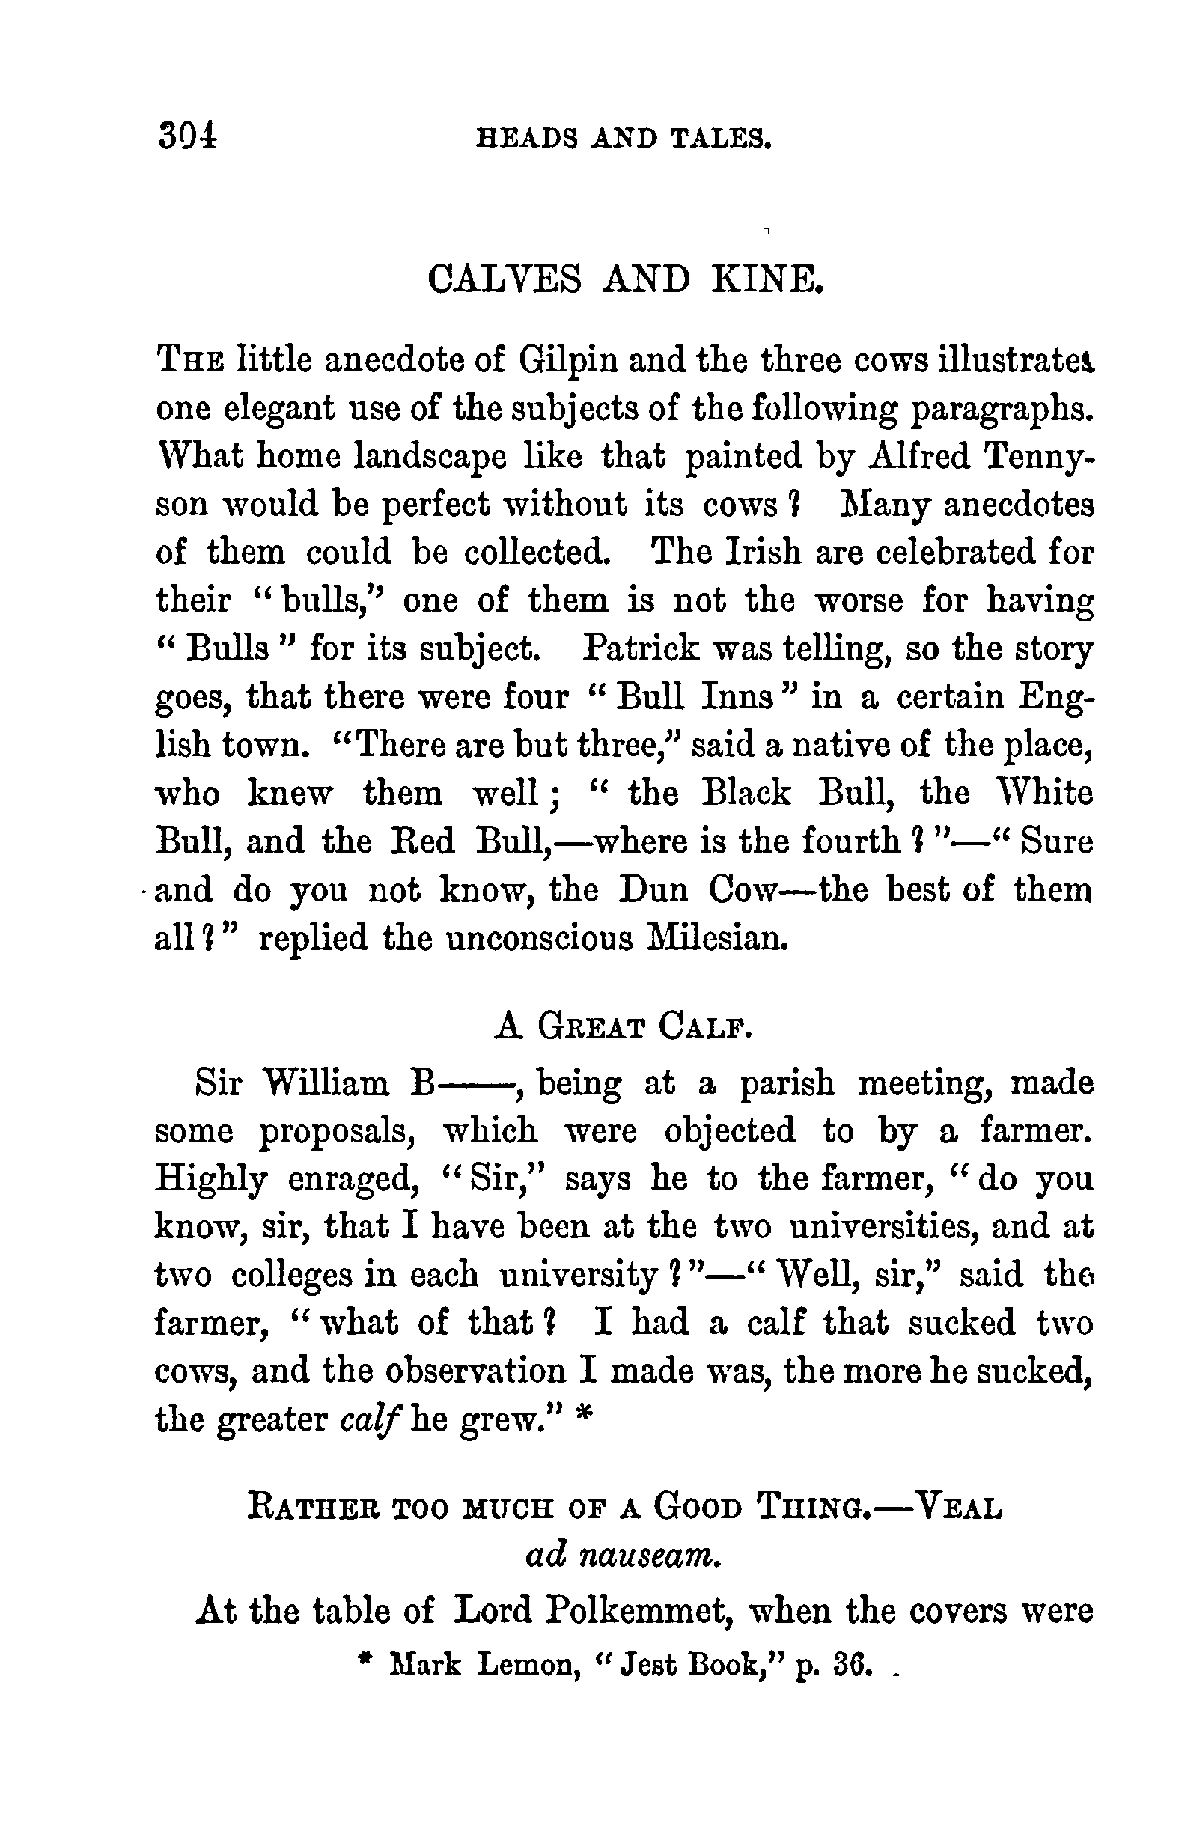 304 HEADS AND TALES.
CALVES AND KINE.
THE little anecdote of Gilpin and the three cows illustrates
one elegant use of the subjects of the following paragraphs.
What home landscape like that painted by Alfred Tenny-
son would be perfect without its cows? Many anecdotes
of them could be collected. The Irish are celebrated for
their "bulls," one of them is not the worse for having
"Bulls" for its subject. Patrick was telling, so the story
goes, that there were four "Bull Inns" in a certain Eng-
lish town. "There are but three," said a native of the place,
who knew them well; "the Black Bull, the White
Bull, and the Red Bull,—where is the fourth?"—"Sure
and do you not know, the Dun Cow—the best of them
all?" replied the unconscious Milesian.
A GREAT CALF.
Sir William B——, being at a parish meeting, made
some proposals, which were objected to by a farmer.
Highly enraged, "Sir," says he to the farmer, "do you
know, sir, that I have been at the two universities, and at
two colleges in each university?"—"Well, sir," said the
farmer, "what of that? I had a calf that sucked two
cows, and the observation I made was, the more he sucked,
the greater calf he grew." *
RATHER TOO MUCH OF A GOOD THING.—VEAL
ad nauseam.
At the table of Lord Polkemmet, when the covers were
* Mark Lemon, "Jest Book," p. 36.